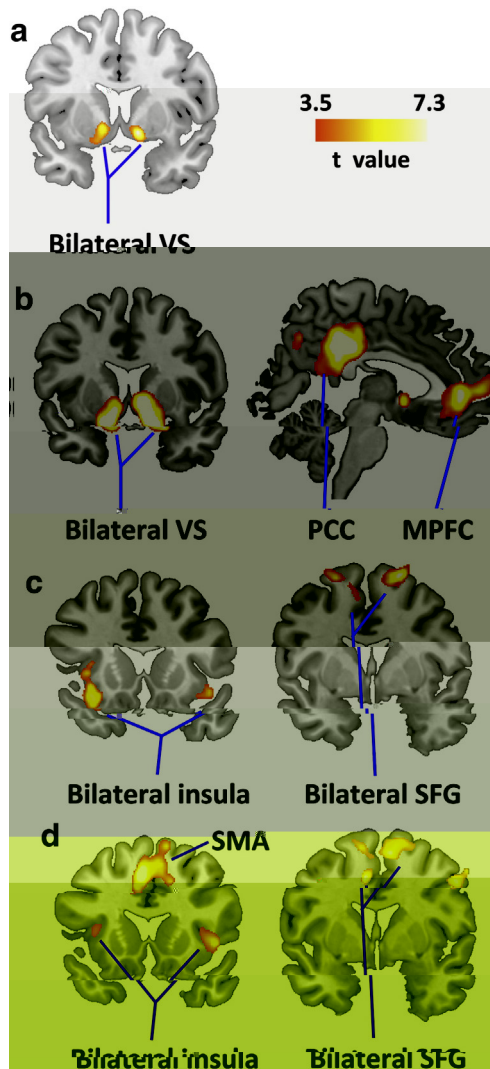 a
3.5 7.3
t value
Bilateral VS
b
Bilateral VS PCC MPFC
c
Bilateral insula Bilateral SFG
d
SMA
Bilateral insula Bilateral SFG